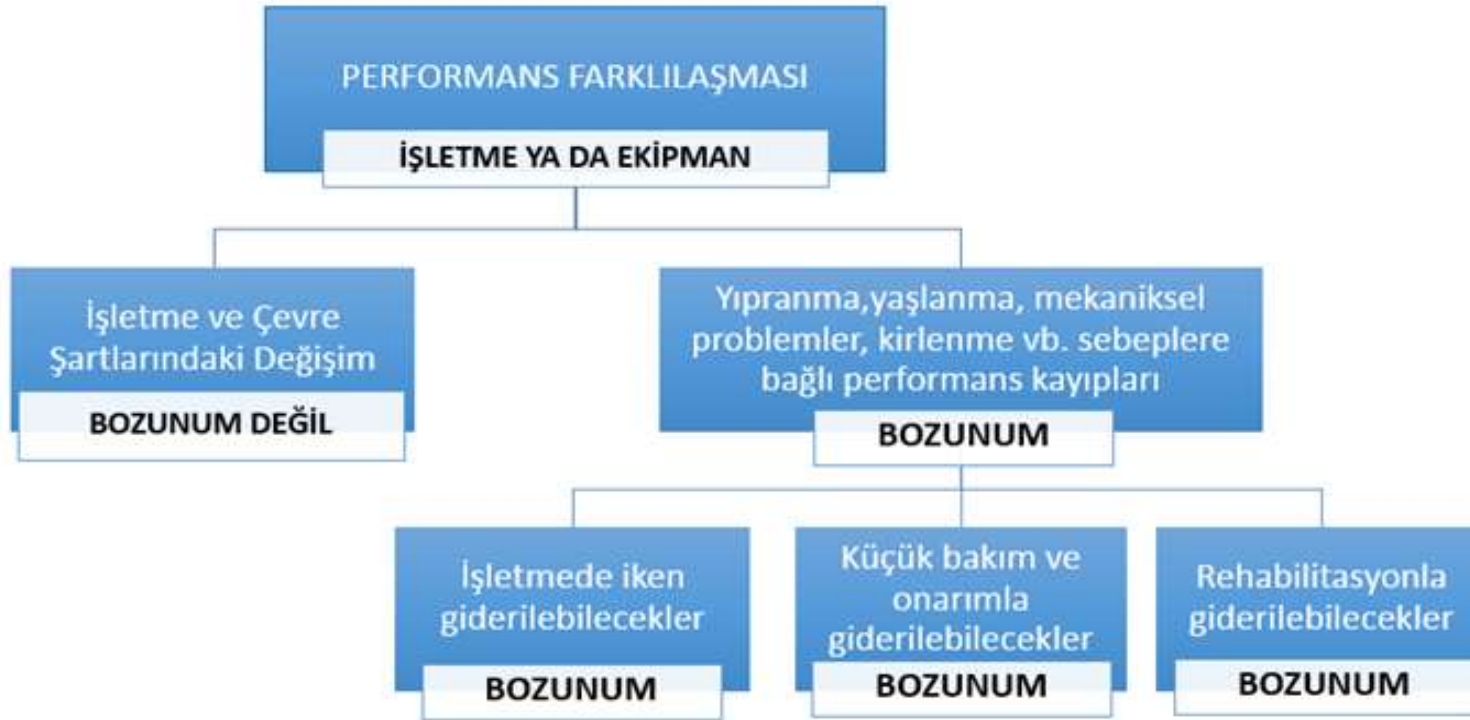 PERFORMANS FARKLILAŞMASI
İŞLETME YA DA EKİPMAN
İşletme ve Çevre
Şartlarındaki Değişim
BOZUNUM DEĞİL
Yıpranma,yaşlanma, mekaniksel
problemler, kirlenme vb. sebeplere
bağlı performans kayıpları
BOZUNUM
İşletmede iken
giderilebilecekler
BOZUNUM
Küçük bakım ve
onarımla
giderilebilecekler
BOZUNUM
Rehabilitasyonla
giderilebilecekler
BOZUNUM